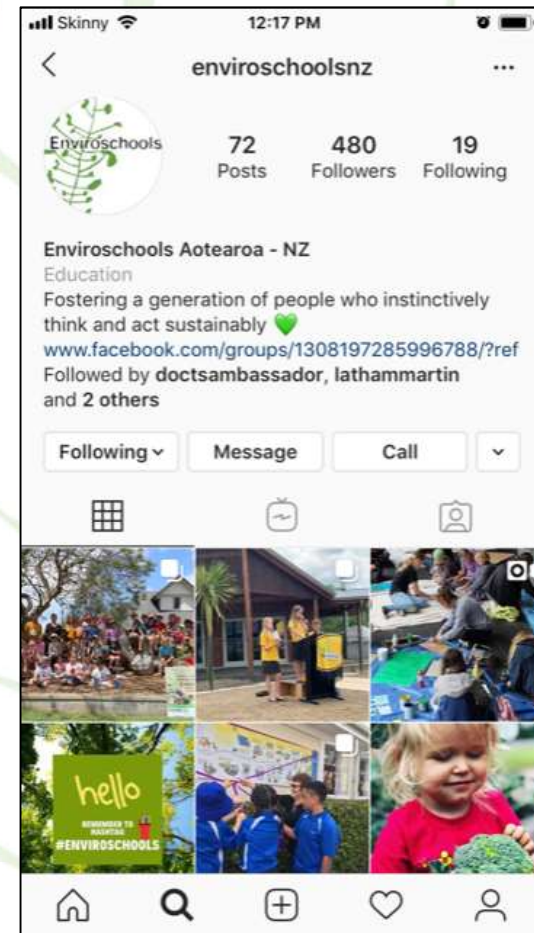 Skinny 12:17 PM
enviroschoolsnz
Enviroschools
72 480 19
Posts Followers Following
Enviroschools Aotearoa - NZ
Education
Fostering a generation of people who instinctively
think and act sustainably 💚
www.facebook.com/groups/1308197285996788/?ref
Followed by doctsambassador, lathammartin
and 2 others
Following Message Call
hello
REMEMBER TO
HASHTAG
#ENVIROSCHOOLS